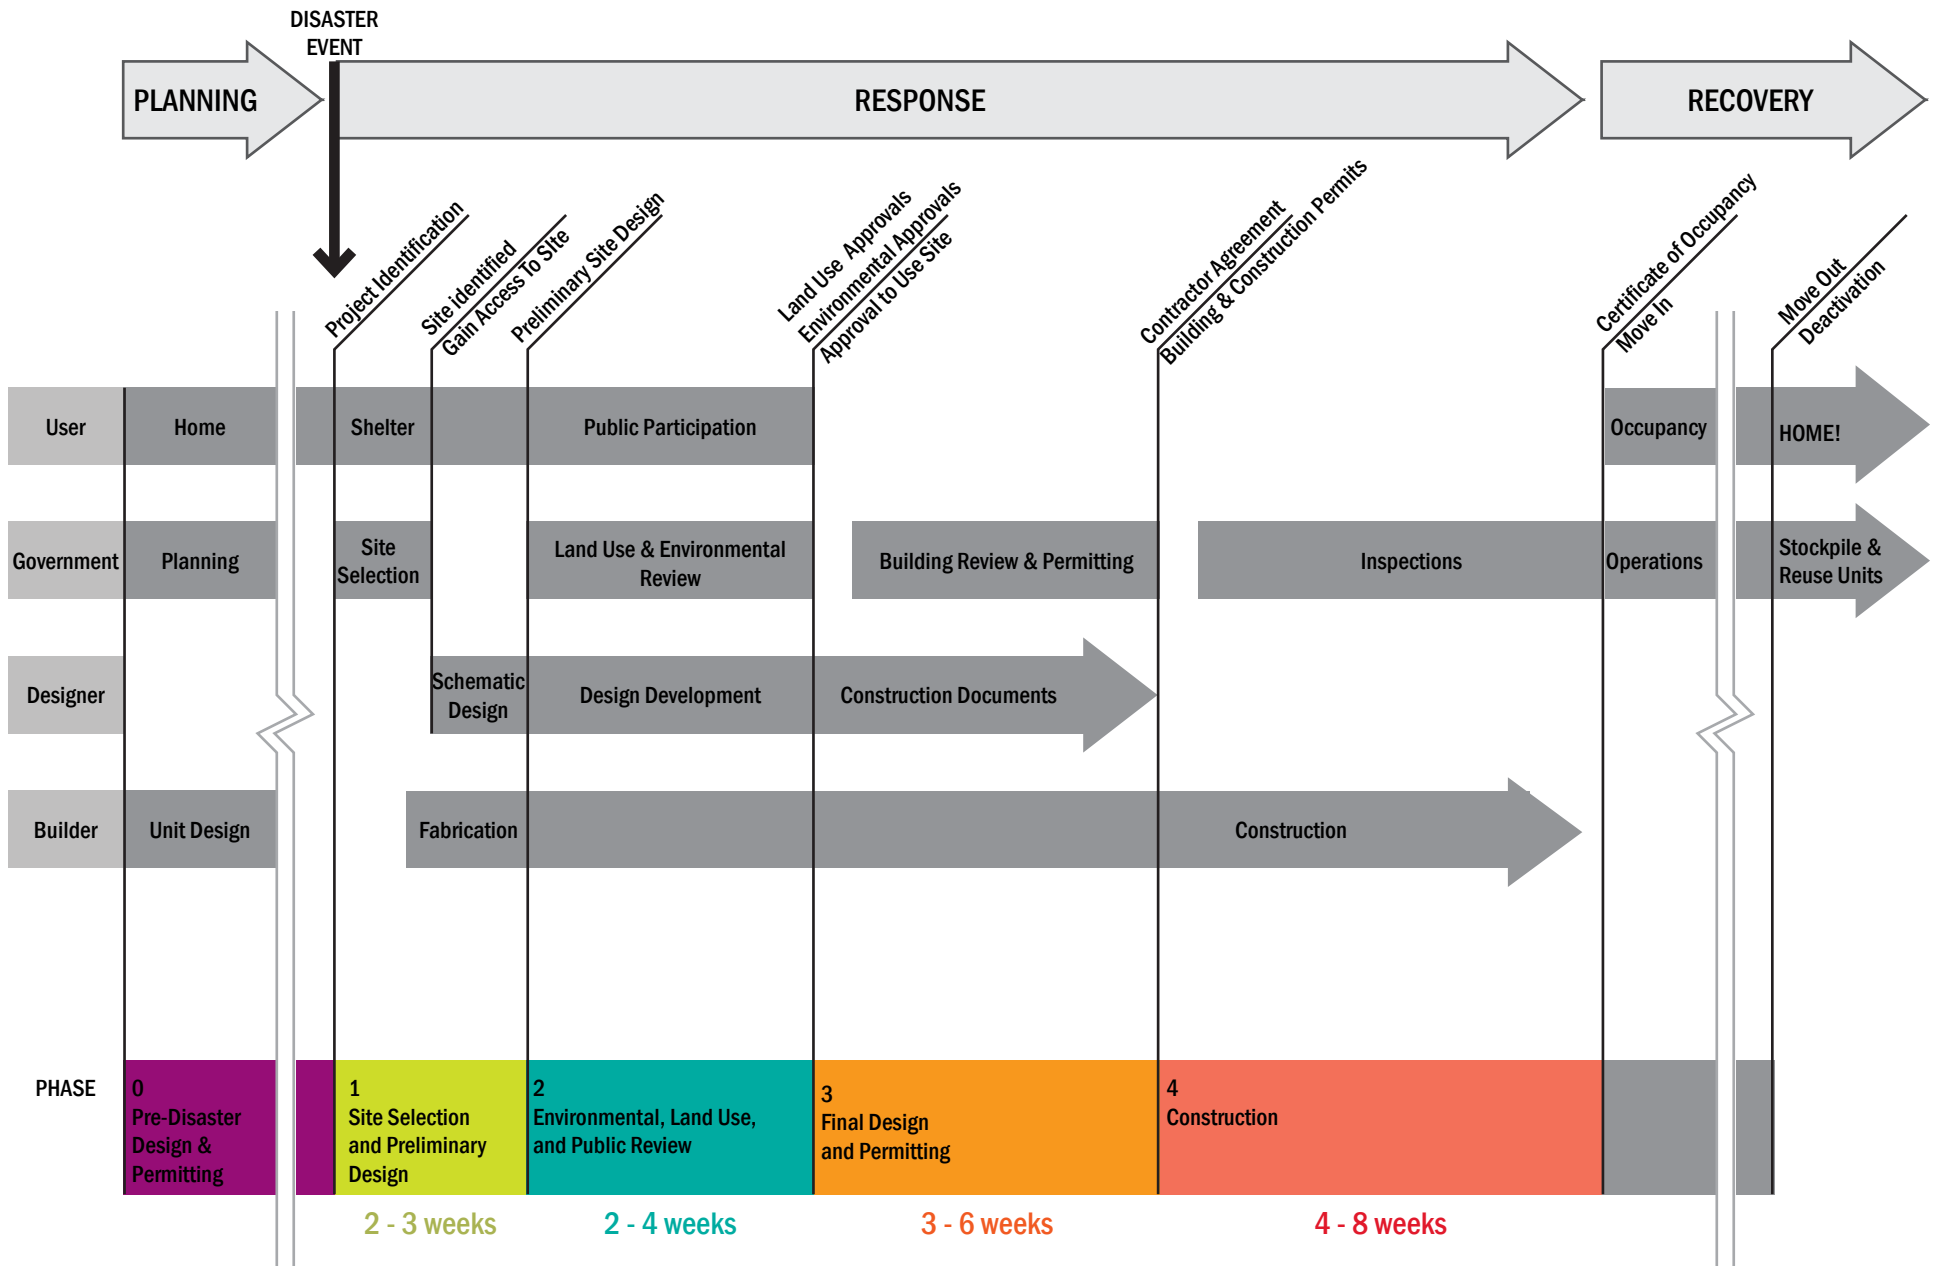 DISASTER
EVENT
PLANNING
RESPONSE
RECOVERY
Project Identification
Site identified
Gain Access To SIte
Preliminary Site Design
Land Use Approvals
Environmental Approvals
Approval to Use Site
Contractor Agreement
Building & Construction Permits
Certificate of Occupancy
Move In
Move Out
Deactivation
User
Home
Shelter
Public Participation
Occupancy
HOME!
Government
Planning
Site
Selection
Land Use & Environmental
Review
Building Review & Permitting
Inspections
Operations
Stockpile &
Reuse Units
Designer
Schematic
Design
Design Development
Construction Documents
Builder
Unit Design
Fabrication
Construction
PHASE
0
Pre-Disaster
Design &
Permitting
1
Site Selection
and Preliminary
Design
2
Environmental, Land Use,
and Public Review
3
Final Design
and Permitting
4
Construction
2 - 3 weeks
2 - 4 weeks
3 - 6 weeks
4 - 8 weeks